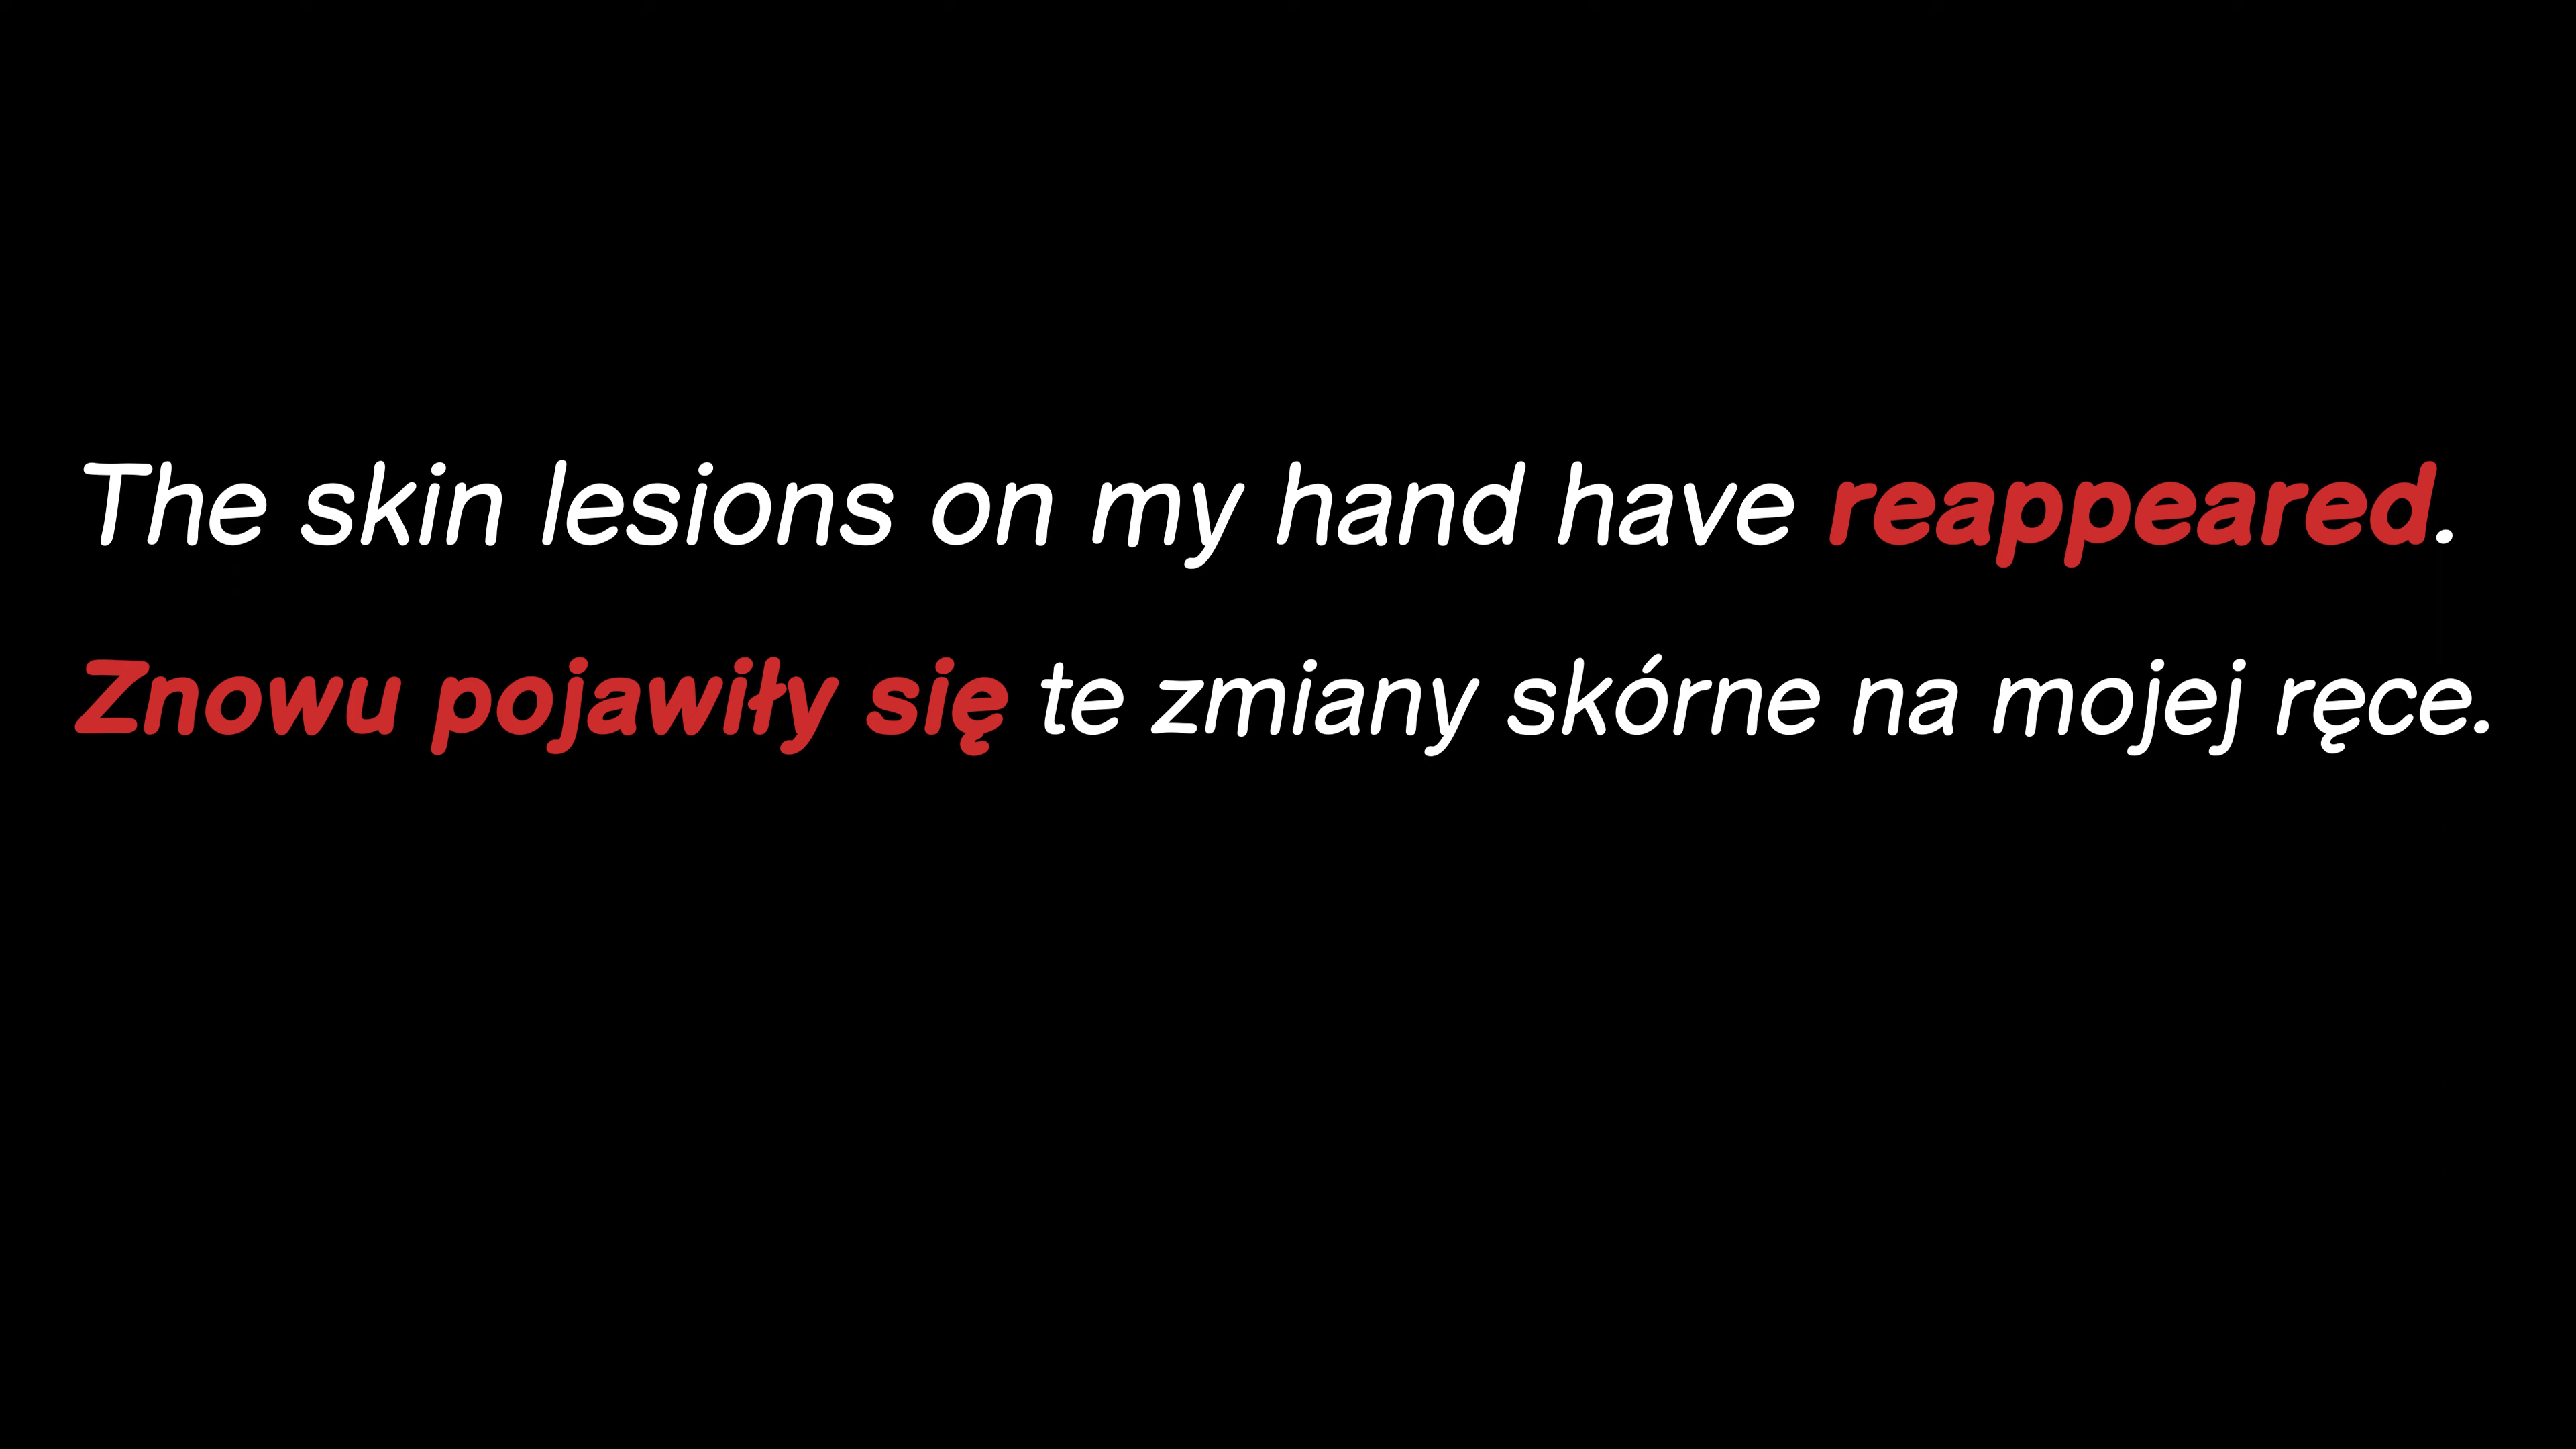 The skin lesions on my hand have reappeared.
Znowu pojawiły się te zmiany skórne na mojej ręce.